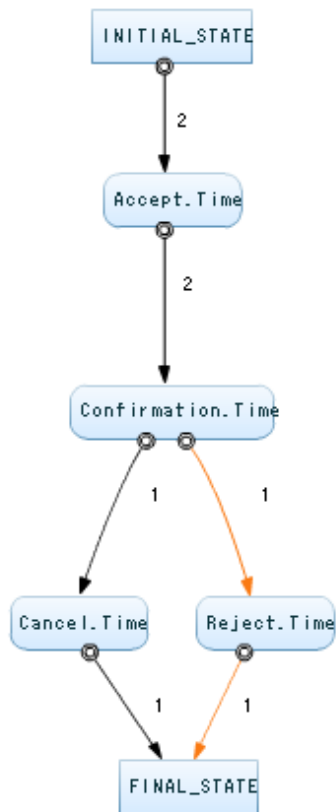 INITIAL_STATE
2
Accept.Time
2
Confirmation.Time
1
1
Cancel.Time
Reject.Time
1
1
FINAL_STATE